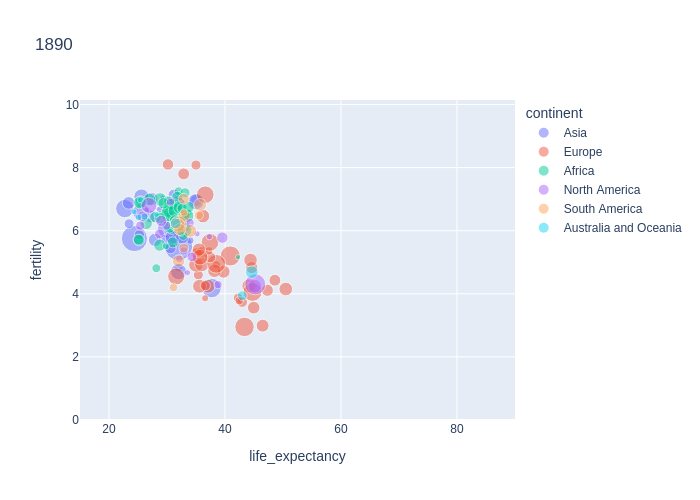 1890
continent
Asia
Europe
Africa
North America
South America
Australia and Oceania
fertility
10
8
6
4
2
0
20
40
60
80
life_expectancy